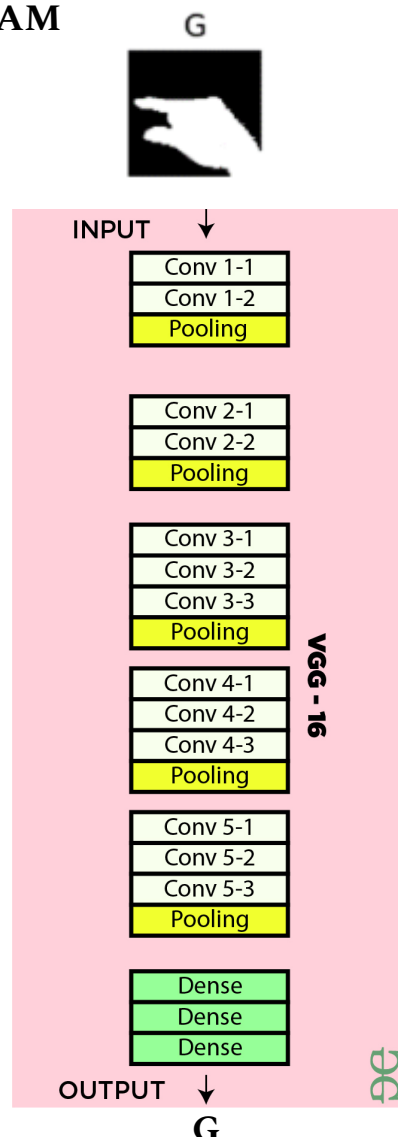 AM
G
INPUT
Conv 1-1
Conv 1-2
Pooling
Conv 2-1
Conv 2-2
Pooling
Conv 3-1
Conv 3-2
Conv 3-3
Pooling
VGG - 16
Conv 4-1
Conv 4-2
Conv 4-3
Pooling
Conv 5-1
Conv 5-2
Conv 5-3
Pooling
Dense
Dense
Dense
OUTPUT
G